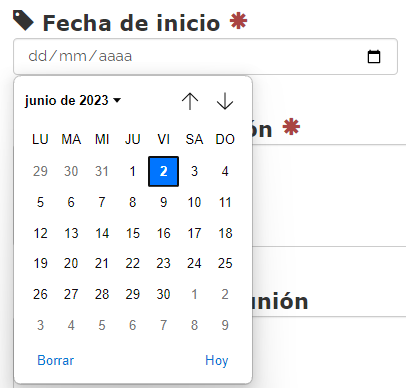 Fecha de inicio *
dd/mm/aaaa
junio de 2023
ón *
LU MA MI JU VI SA DO
29 30 31 1 2 3 4
5 6 7 8 9 10 11
12 13 14 15 16 17 18
19 20 21 22 23 24 25
26 27 28 29 30 1 2
unión
3 4 5 6 7 8 9
Borrar Hoy